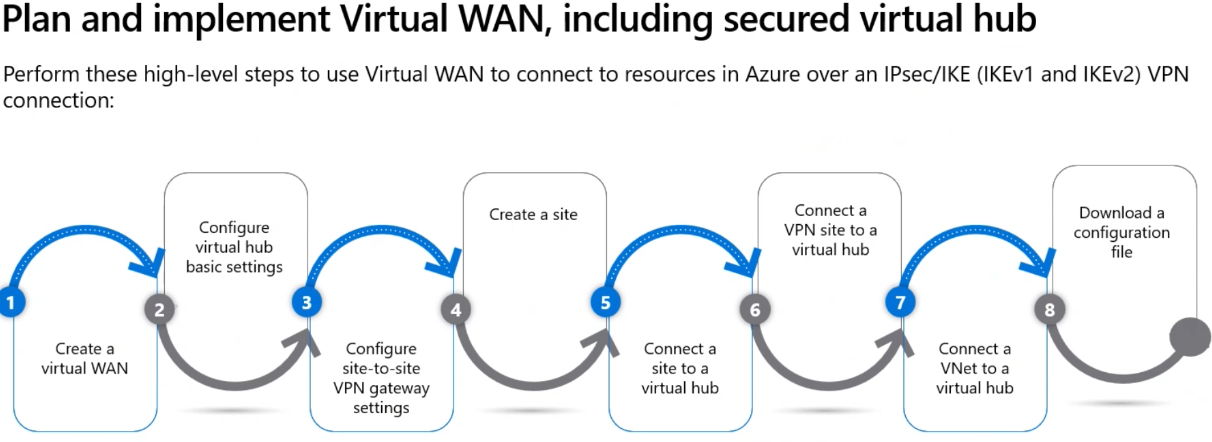 Plan and implement Virtual WAN, including secured virtual hub
Perform these high-level steps to use Virtual WAN to connect to resources in Azure over an IPsec/IKE (IKEv1 and IKEv2) VPN
connection:
1
Create a
virtual WAN
2
Configure
virtual hub
basic settings
3
Configure
site-to-site
VPN gateway
settings
4
Create a site
5
Connect a
site to a
virtual hub
6
Connect a
VPN site to a
virtual hub
7
Connect a
VNet to a
virtual hub
8
Download a
configuration
file